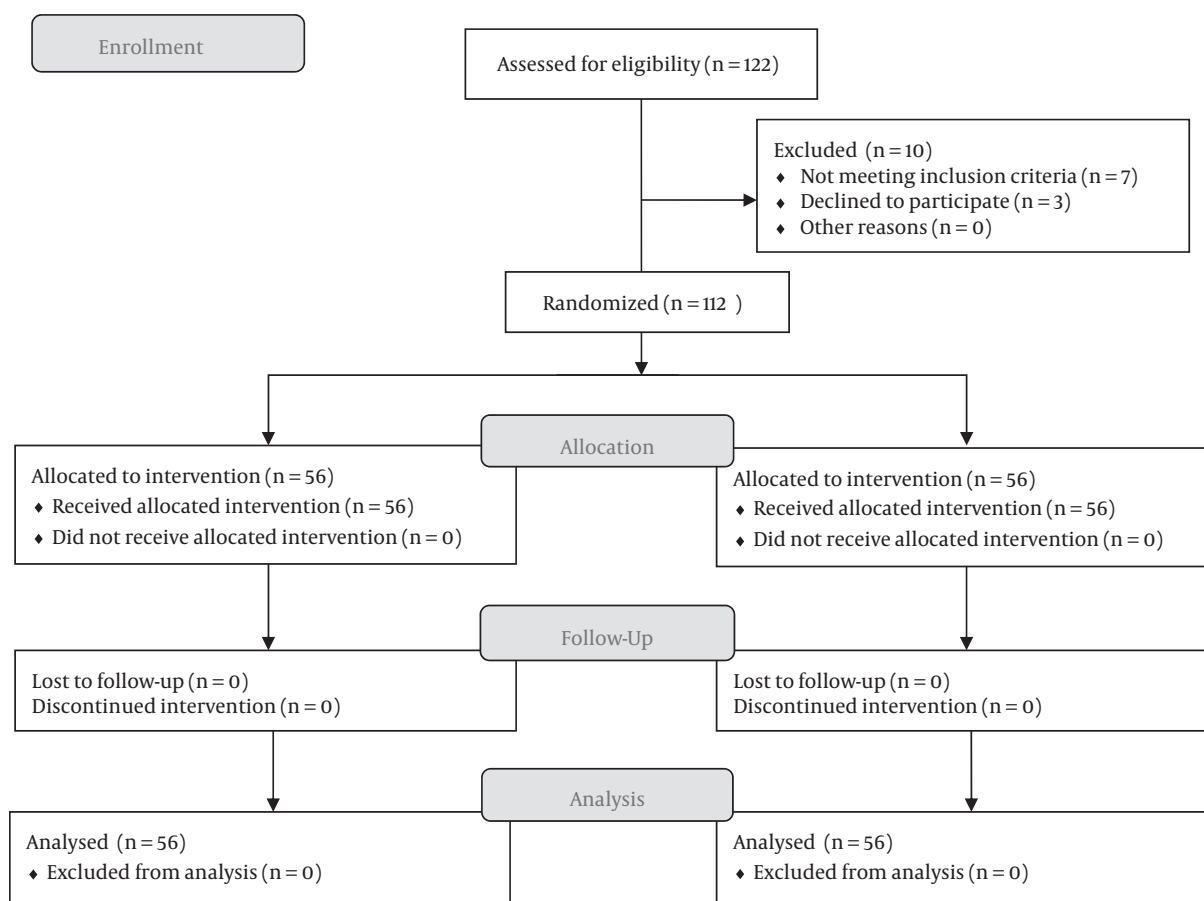 Enrollment
Assessed for eligibility (n = 122)
Excluded (n = 10)
♦ Not meeting inclusion criteria (n = 7)
♦ Declined to participate (n = 3)
♦ Other reasons (n = 0)
Randomized (n = 112 )
Allocation
Allocated to intervention (n = 56)
♦ Received allocated intervention (n = 56)
♦ Did not receive allocated intervention (n = 0)
Allocated to intervention (n = 56)
♦ Received allocated intervention (n = 56)
♦ Did not receive allocated intervention (n = 0)
Follow-Up
Lost to follow-up (n = 0)
Discontinued intervention (n = 0)
Lost to follow-up (n = 0)
Discontinued intervention (n = 0)
Analysis
Analysed (n = 56)
♦ Excluded from analysis (n = 0)
Analysed (n = 56)
♦ Excluded from analysis (n = 0)